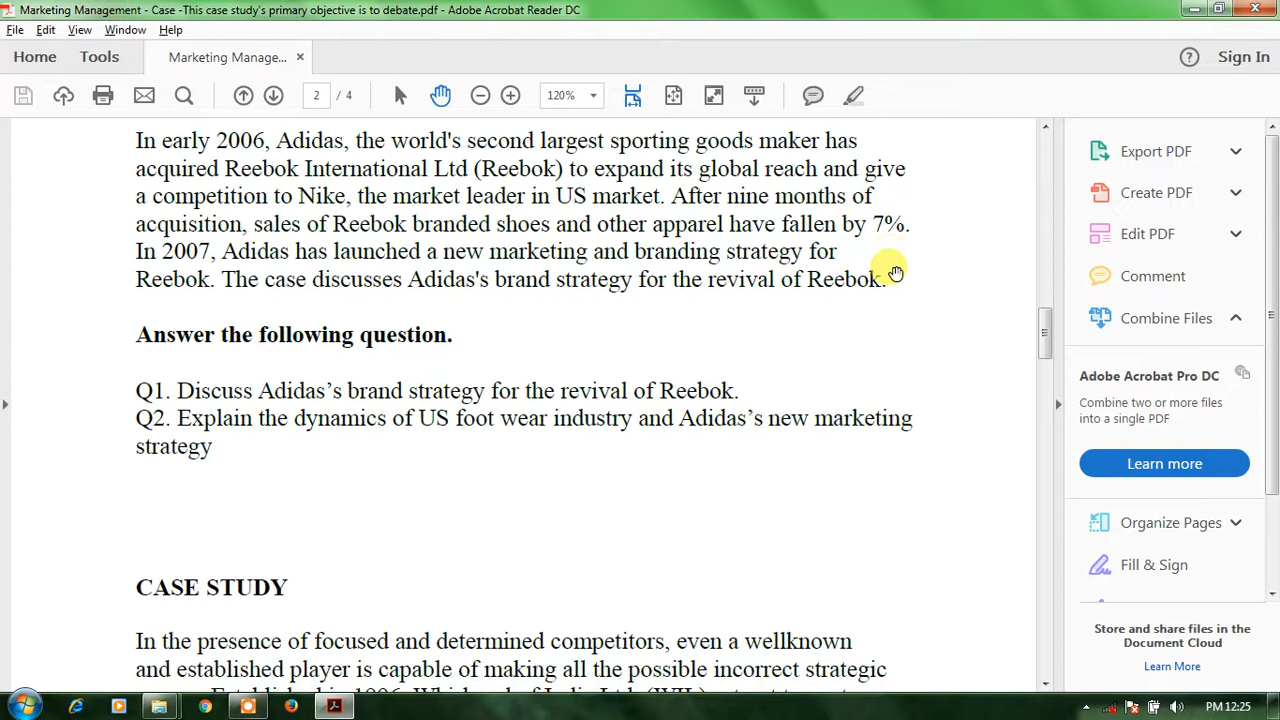 Marketing Management - Case -This case study's primary objective is to debate.pdf - Adobe Acrobat Reader DC
File Edit View Window Help
Home Tools Marketing Manage... × Sign In
2 / 4 120%
In early 2006, Adidas, the world's second largest sporting goods maker has
acquired Reebok International Ltd (Reebok) to expand its global reach and give
a competition to Nike, the market leader in US market. After nine months of
acquisition, sales of Reebok branded shoes and other apparel have fallen by 7%.
In 2007, Adidas has launched a new marketing and branding strategy for
Reebok. The case discusses Adidas's brand strategy for the revival of Reebok.
Answer the following question.
Q1. Discuss Adidas’s brand strategy for the revival of Reebok.
Q2. Explain the dynamics of US foot wear industry and Adidas’s new marketing
strategy
CASE STUDY
In the presence of focused and determined competitors, even a wellknown
and established player is capable of making all the possible incorrect strategic
Export PDF
Create PDF
Edit PDF
Comment
Combine Files
Adobe Acrobat Pro DC
Combine two or more files
into a single PDF
Learn more
Organize Pages
Fill & Sign
Store and share files in the
Document Cloud
Learn More
PM 12:25